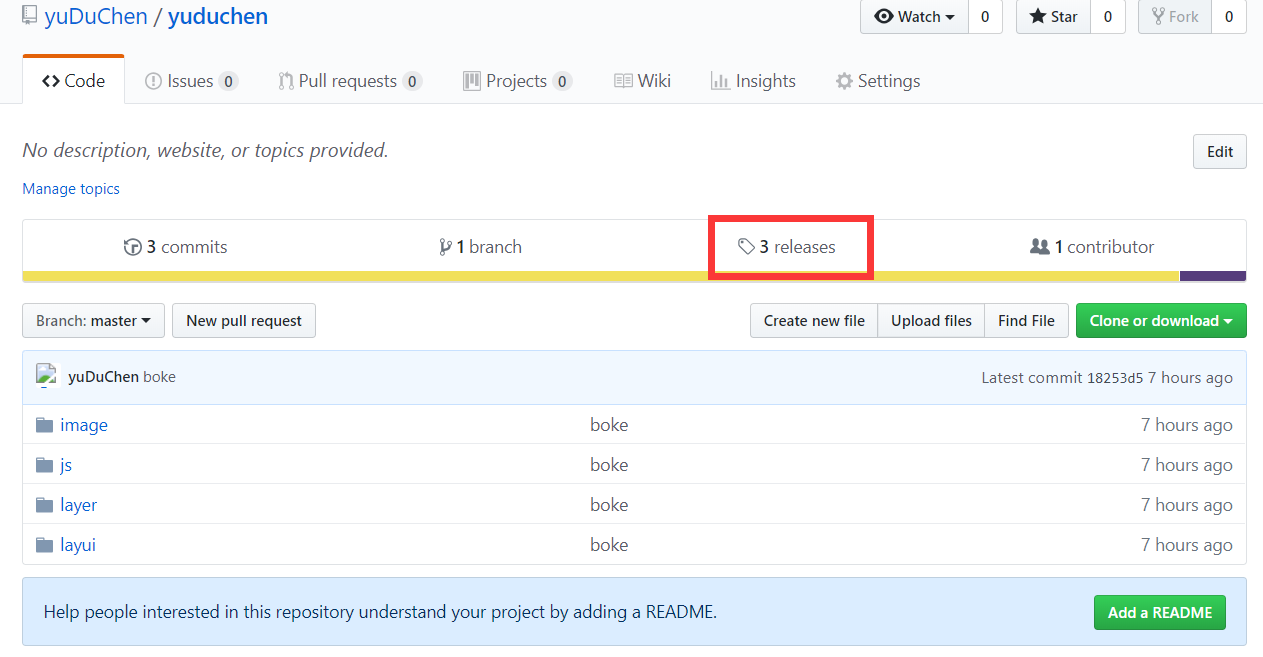 yuDuChen / yuduchen Watch 0 Star 0 Fork 0
Code Issues 0 Pull requests 0 Projects 0 Wiki Insights Settings
No description, website, or topics provided. Edit
Manage topics
3 commits 1 branch 3 releases 1 contributor
Branch: master New pull request Create new file Upload files Find File Clone or download
yuDuChen boke Latest commit 18253d5 7 hours ago
image boke 7 hours ago
js boke 7 hours ago
layer boke 7 hours ago
layui boke 7 hours ago
Help people interested in this repository understand your project by adding a README. Add a README